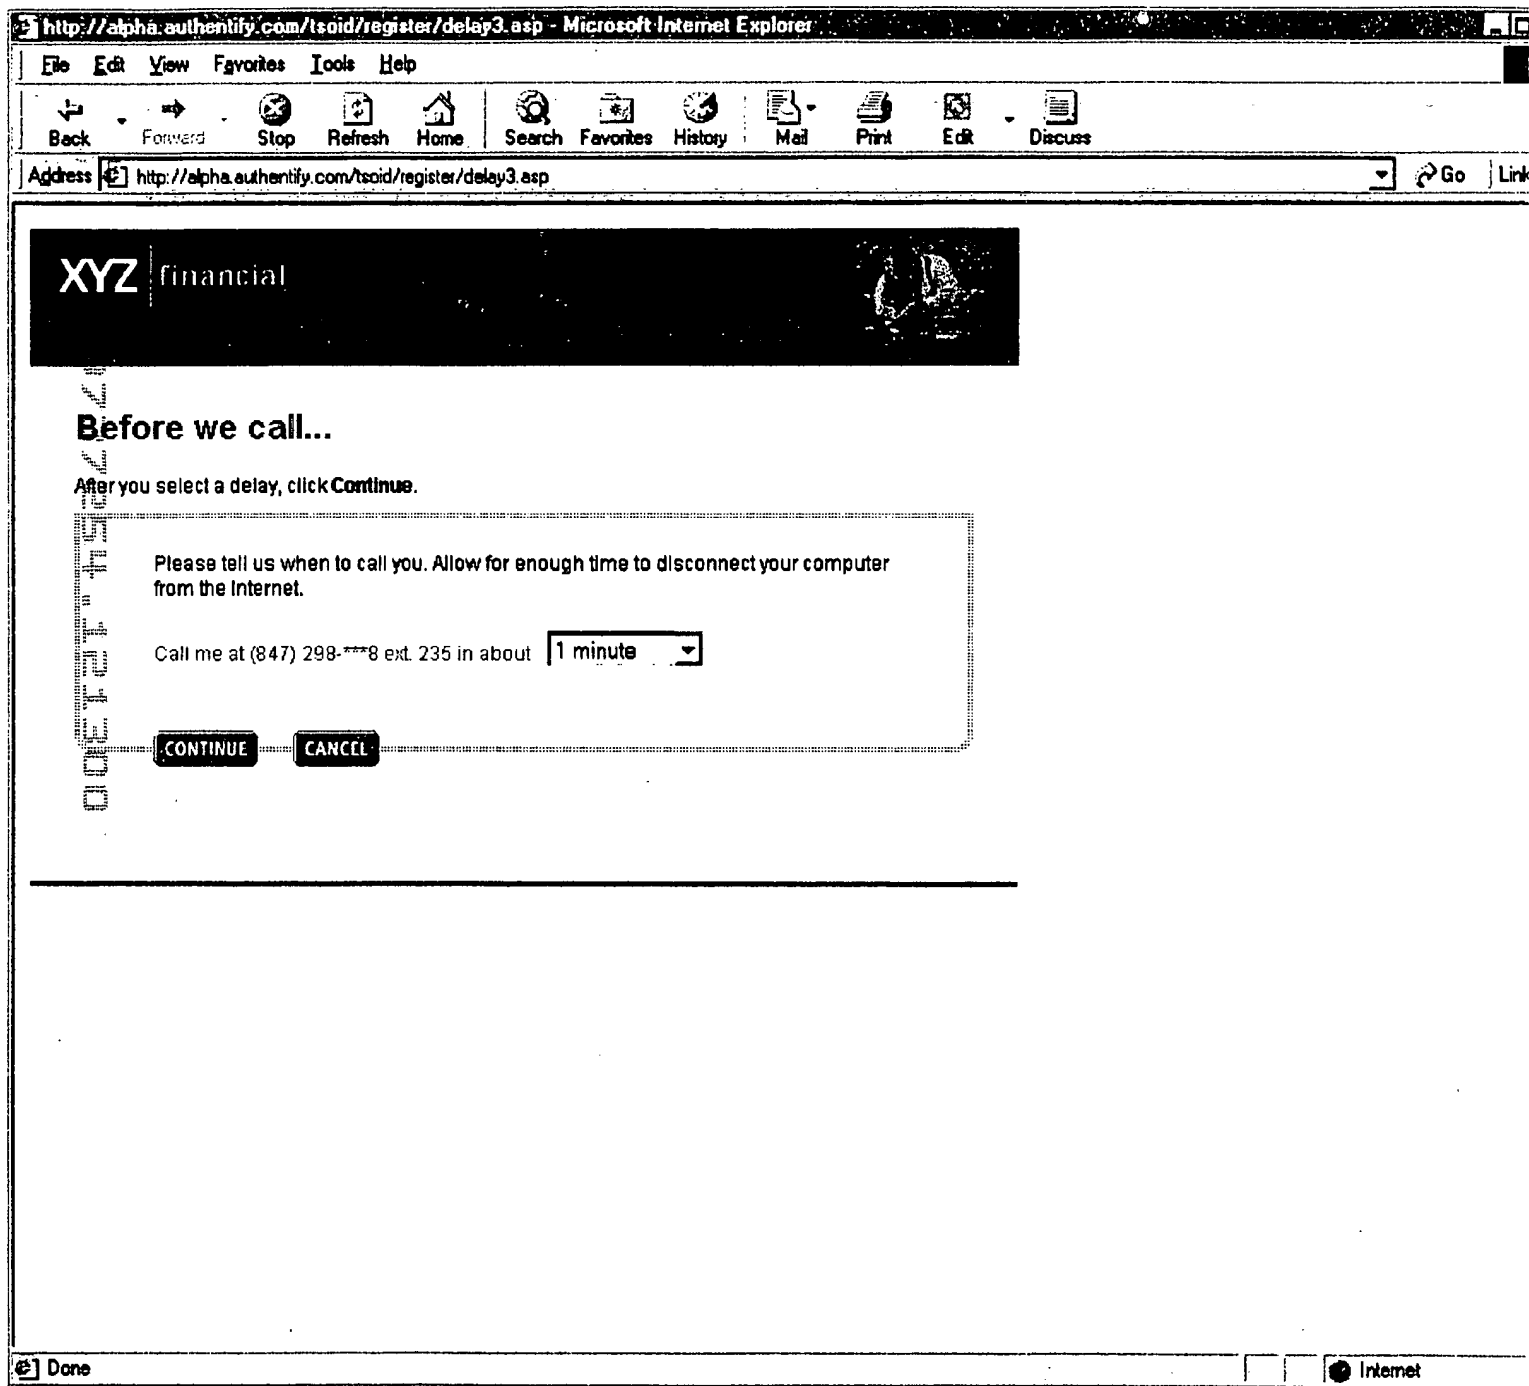 http://alpha.authentify.com/tsoid/register/delay3.asp - Microsoft Internet Explorer
File Edit View Favorites Tools Help
Back Forward Stop Refresh Home Search Favorites History Mail Print Edit Discuss
Address http://alpha.authentify.com/tsoid/register/delay3.asp Go Link
XYZ financial
Before we call...
After you select a delay, click Continue.
Please tell us when to call you. Allow for enough time to disconnect your computer
from the Internet.
Call me at (847) 298-***8 ext. 235 in about 1 minute
CONTINUE CANCEL
Done Internet